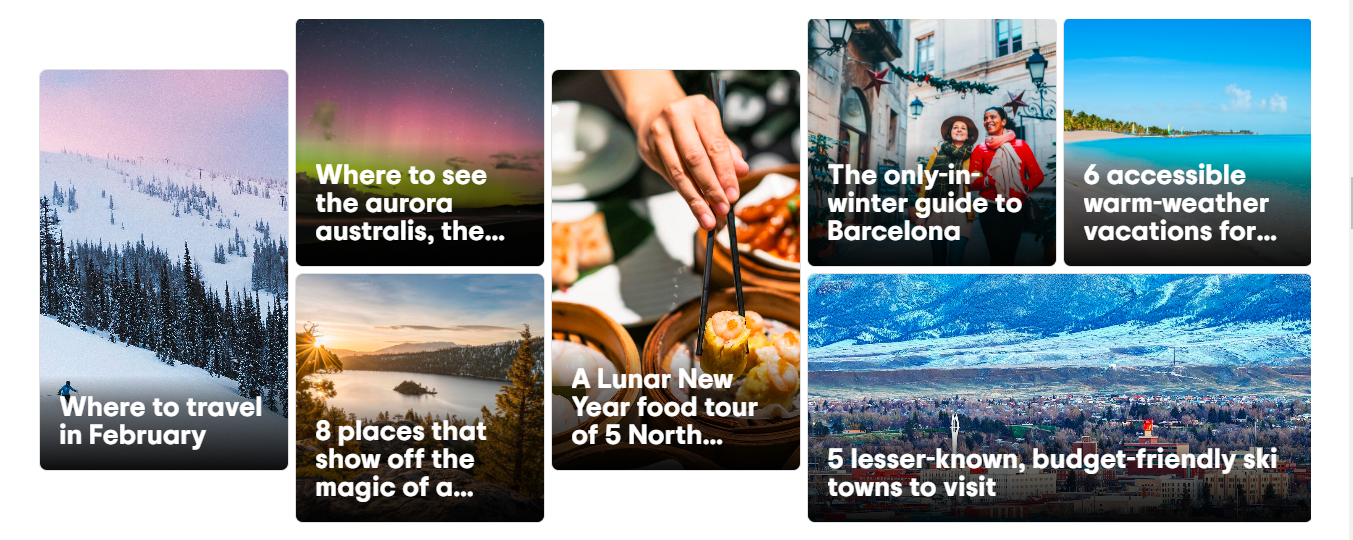 Where to travel
in February
Where to see
the aurora
australis, the...
8 places that
show off the
magic of a...
A Lunar New
Year food tour
of 5 North...
The only-in-
winter guide to
Barcelona
6 accessible
warm-weather
vacations for...
5 lesser-known, budget-friendly ski
towns to visit